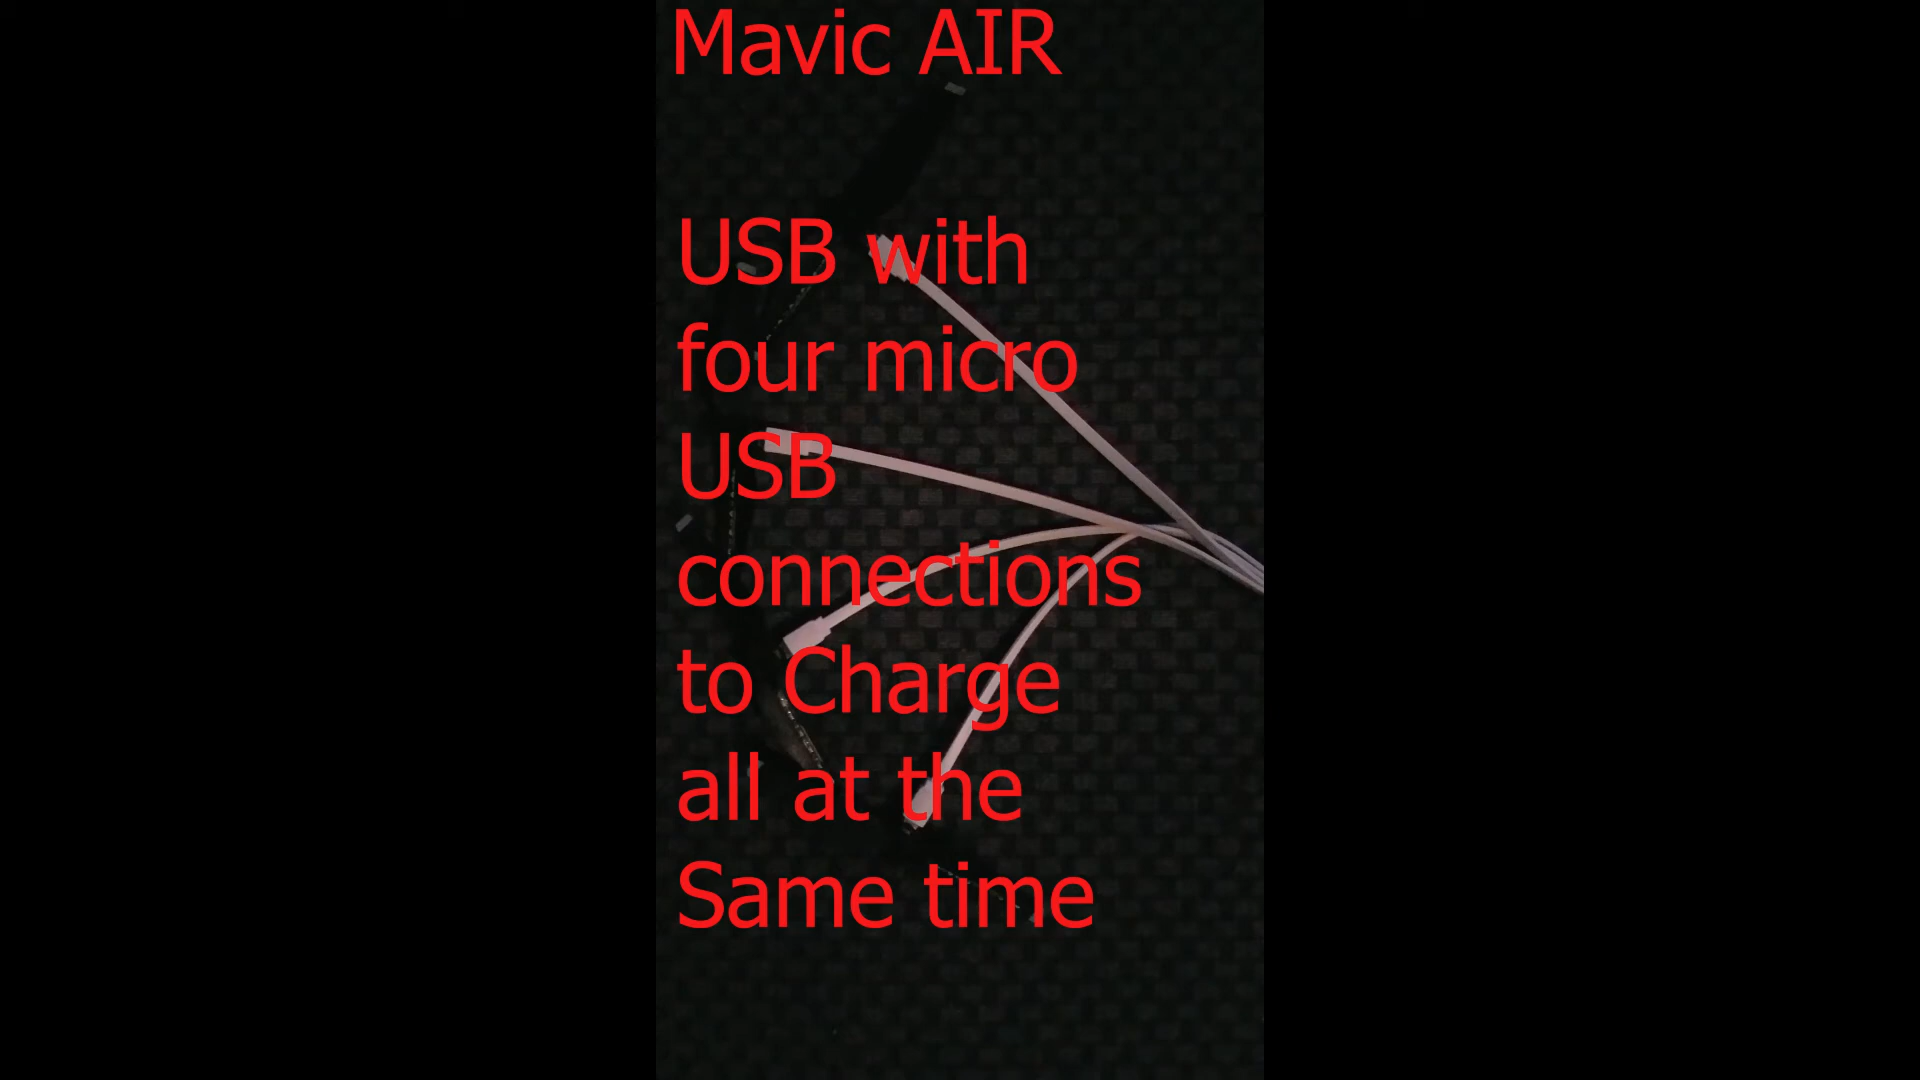 Mavic AIR
USB with
four micro
USB
connections
to Charge
all at the
Same time